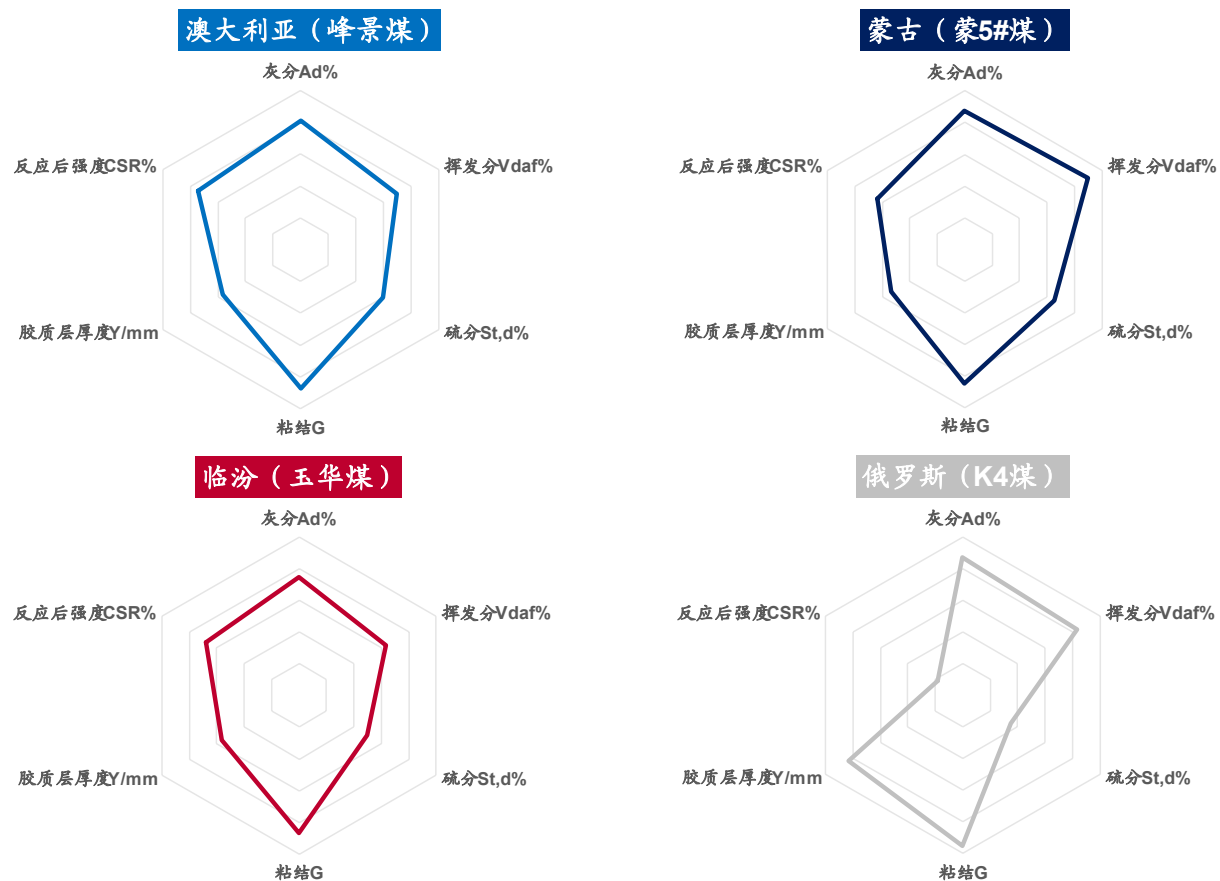 澳大利亚（峰景煤）
灰分Ad%
挥发分Vdaf%
硫分St,d%
粘结G
胶质层厚度Y/mm
反应后强度CSR%
蒙古（蒙5#煤）
灰分Ad%
挥发分Vdaf%
硫分St,d%
粘结G
胶质层厚度Y/mm
反应后强度CSR%
临汾（玉华煤）
灰分Ad%
挥发分Vdaf%
硫分St,d%
粘结G
胶质层厚度Y/mm
反应后强度CSR%
俄罗斯（K4煤）
灰分Ad%
挥发分Vdaf%
硫分St,d%
粘结G
胶质层厚度Y/mm
反应后强度CSR%